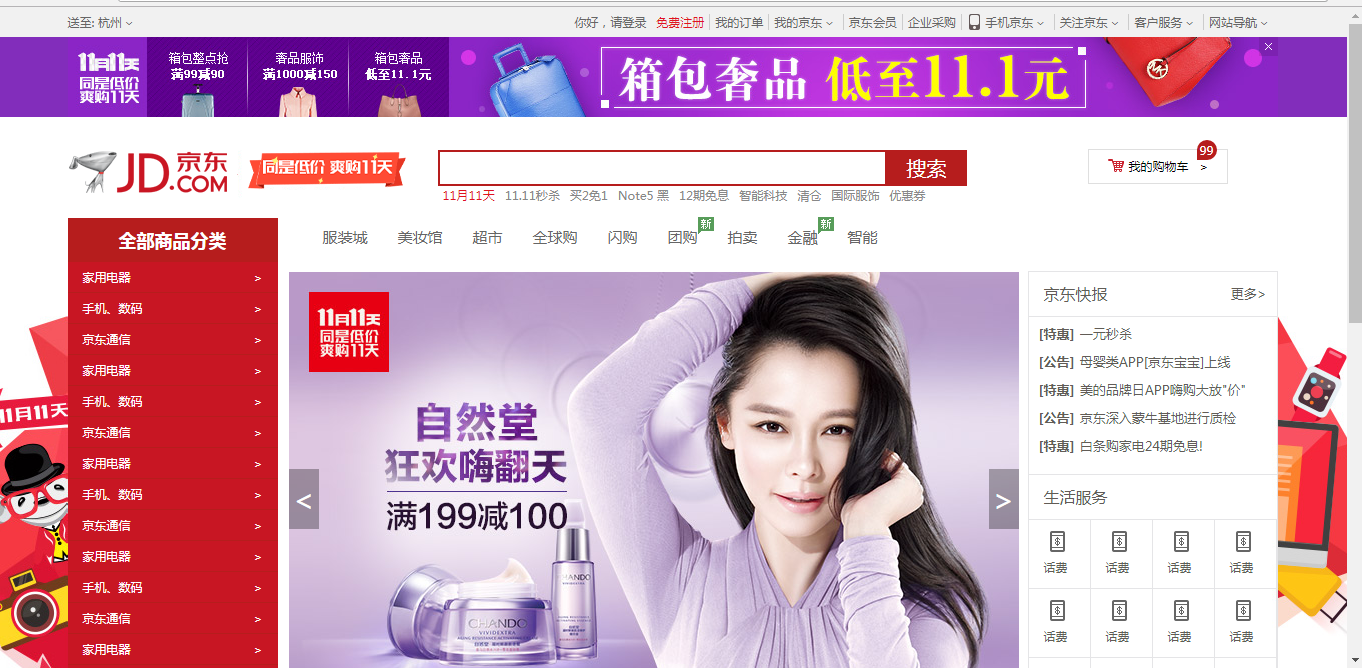 送至: 杭州
你好，请登录 免费注册 我的订单 我的京东 京东会员 企业采购 手机京东 关注京东 客户服务 网站导航
11月11天
同是低价
爽购11天
箱包整点抢
满99减90
奢品服饰
满1000减150
箱包奢品
低至11.1元
箱包奢品 低至11.1元
JD.COM 京东
同是低价 爽购11天
搜索
99
我的购物车 >
11月11天 11.11秒杀 买2免1 Note5 黑 12期免息 智能科技 清仓 国际服饰 优惠券
全部商品分类
服装城 美妆馆 超市 全球购 闪购 团购 新 拍卖 金融 新 智能
家用电器 >
手机、数码 >
京东通信 >
家用电器 >
手机、数码 >
京东通信 >
家用电器 >
手机、数码 >
京东通信 >
家用电器 >
手机、数码 >
京东通信 >
家用电器 >
11月11天
11月11天
同是低价
爽购11天
自然堂
狂欢嗨翻天
满199减100
< >
CHANDO
VIVIDEXTRA
CHANDO
京东快报 更多>
[特惠] 一元秒杀
[公告] 母婴类APP[京东宝宝]上线
[特惠] 美的品牌日APP嗨购大放"价"
[公告] 京东深入蒙牛基地进行质检
[特惠] 白条购家电24期免息!
生活服务
话费 话费 话费 话费
话费 话费 话费 话费